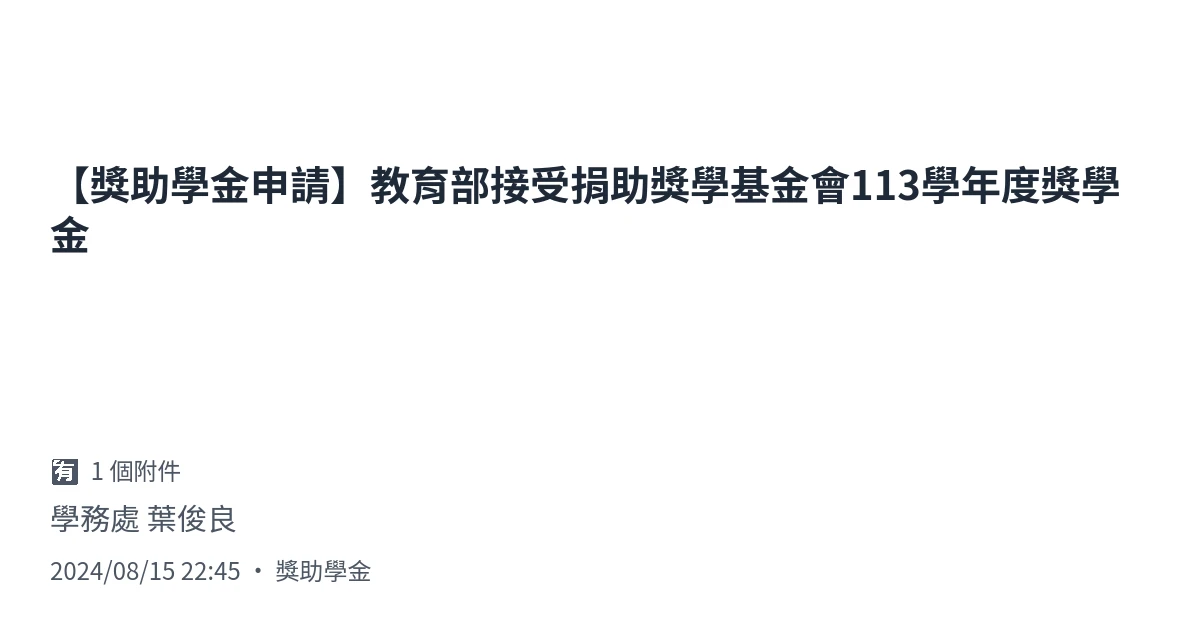 【獎助學金申請】教育部接受捐助獎學基金會113學年度獎學
金
有 1 個附件
學務處 葉俊良
2024/08/15 22:45 • 獎助學金